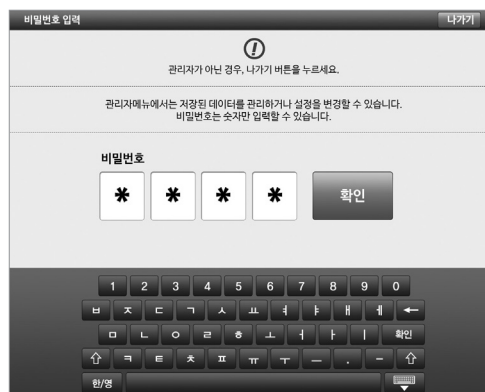 비밀번호 입력
나가기
관리자가 아닌 경우, 나가기 버튼을 누르세요.
관리자메뉴에서는 저장된 데이터를 관리하거나 설정을 변경할 수 있습니다.
비밀번호는 숫자만 입력할 수 있습니다.
비밀번호
* * * * 확인
1 2 3 4 5 6 7 8 9 0
ㅂ ㅈ ㄷ ㄱ ㅅ ㅛ ㅕ ㅑ ㅐ ㅔ ←
ㅁ ㄴ ㅇ ㄹ ㅎ ㅗ ㅓ ㅏ ㅣ 확인
ㅋ ㅌ ㅊ ㅍ ㅠ ㅜ ㅡ . -
한/영